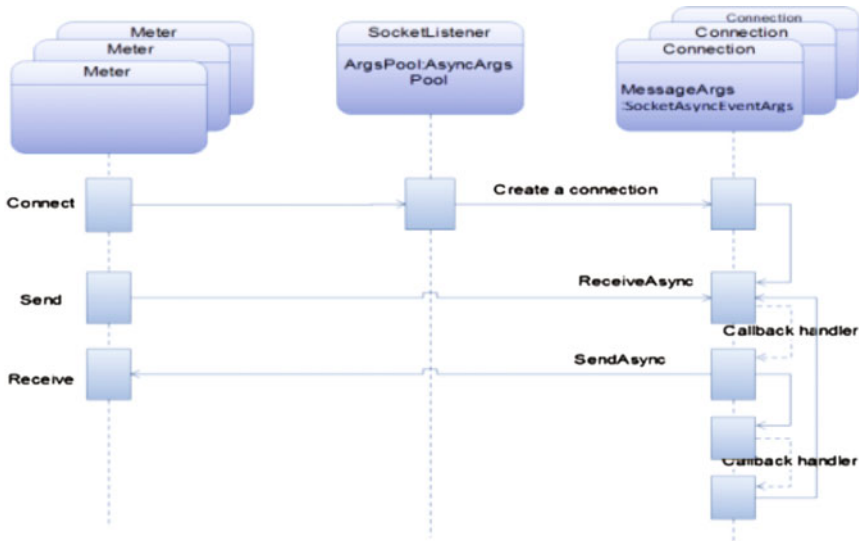 Meter
Meter
Meter
SocketListener
ArgsPool:AsyncArgs
Pool
Connection
Connection
Connection
MessageArgs
:SocketAsyncEventArgs
Connect
Create a connection
Send
ReceiveAsync
Callback handler
Receive
SendAsync
Callback handler